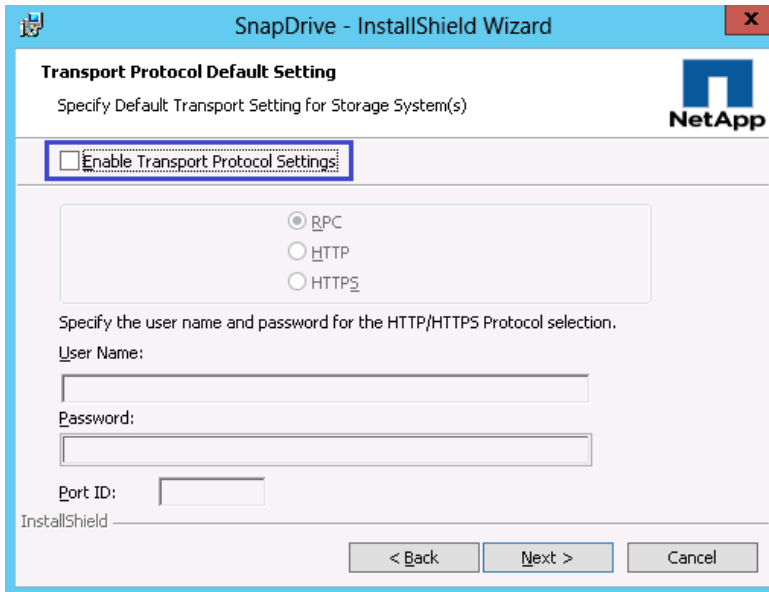 SnapDrive - InstallShield Wizard
x
Transport Protocol Default Setting
Specify Default Transport Setting for Storage System(s)
NetApp
Enable Transport Protocol Settings
RPC
HTTP
HTTPS
Specify the user name and password for the HTTP/HTTPS Protocol selection.
User Name:
Password:
Port ID:
InstallShield
< Back Next > Cancel